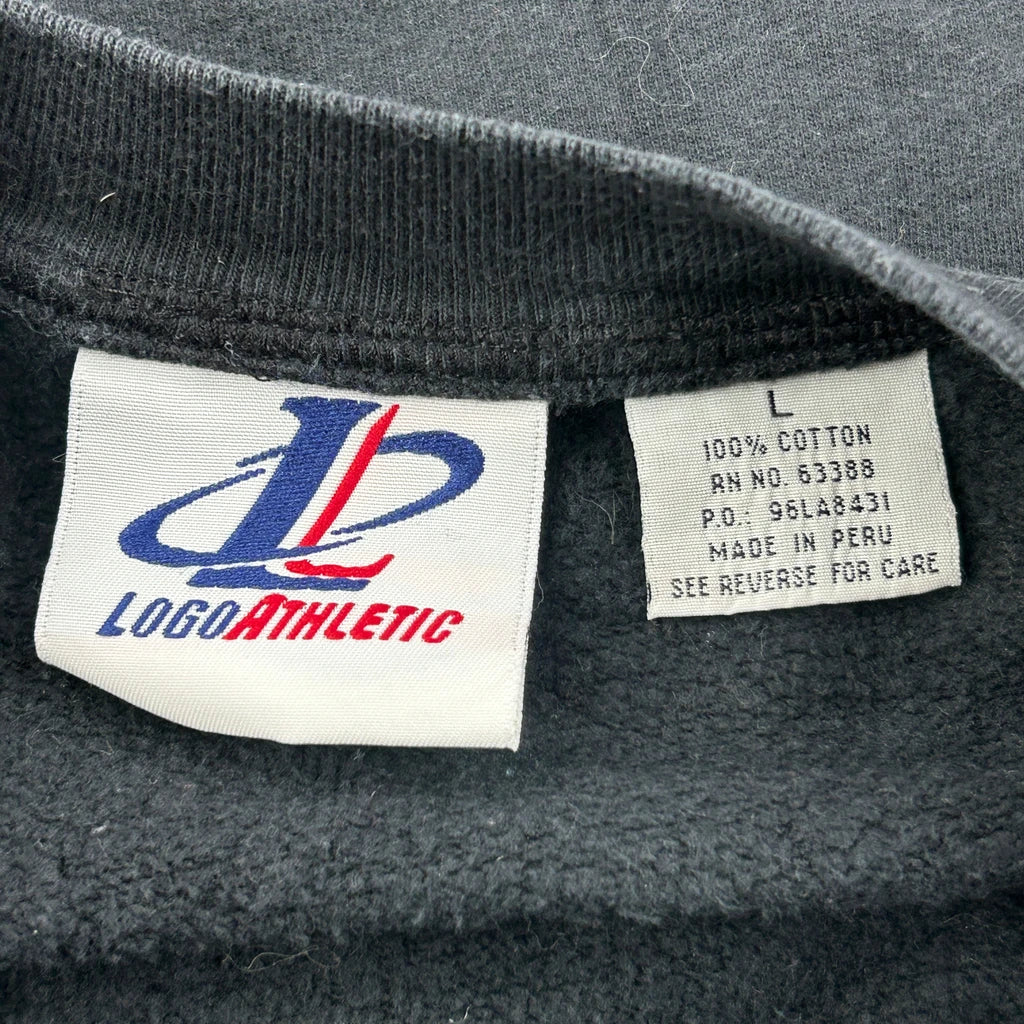 LOGOATHLETIC
L
100% COTTON
RN NO. 63388
P.O.: 96LA8431
MADE IN PERU
SEE REVERSE FOR CARE